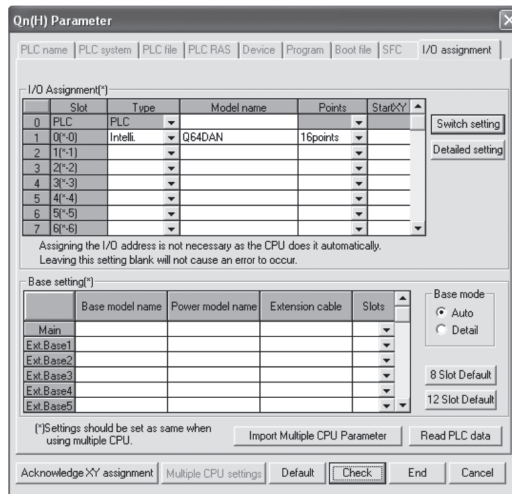 Qn(H) Parameter
PLC name PLC system PLC file PLC RAS Device Program Boot file SFC I/O assignment
I/O Assignment(*)
Slot Type Model name Points StartXY
0 PLC PLC
1 0(*-0) Intelli. Q64DAN 16points
2 1(*-1)
3 2(*-2)
4 3(*-3)
5 4(*-4)
6 5(*-5)
7 6(*-6)
Switch setting
Detailed setting
Assigning the I/O address is not necessary as the CPU does it automatically.
Leaving this setting blank will not cause an error to occur.
Base setting(*)
Base model name Power model name Extension cable Slots
Main
Ext.Base1
Ext.Base2
Ext.Base3
Ext.Base4
Ext.Base5
Base mode
Auto
Detail
8 Slot Default
12 Slot Default
(*)Settings should be set as same when
using multiple CPU.
Import Multiple CPU Parameter Read PLC data
Acknowledge XY assignment Multiple CPU settings Default Check End Cancel